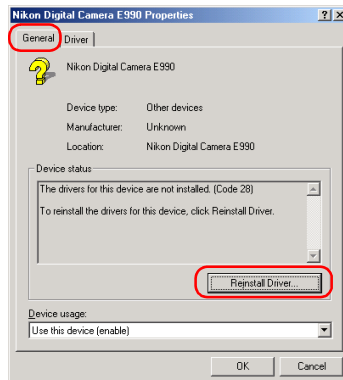 Nikon Digital Camera E990 Properties
General Driver
Nikon Digital Camera E990
Device type: Other devices
Manufacturer: Unknown
Location: Nikon Digital Camera E990
Device status
The drivers for this device are not installed. (Code 28)
To reinstall the drivers for this device, click Reinstall Driver.
Reinstall Driver...
Device usage:
Use this device (enable)
OK Cancel